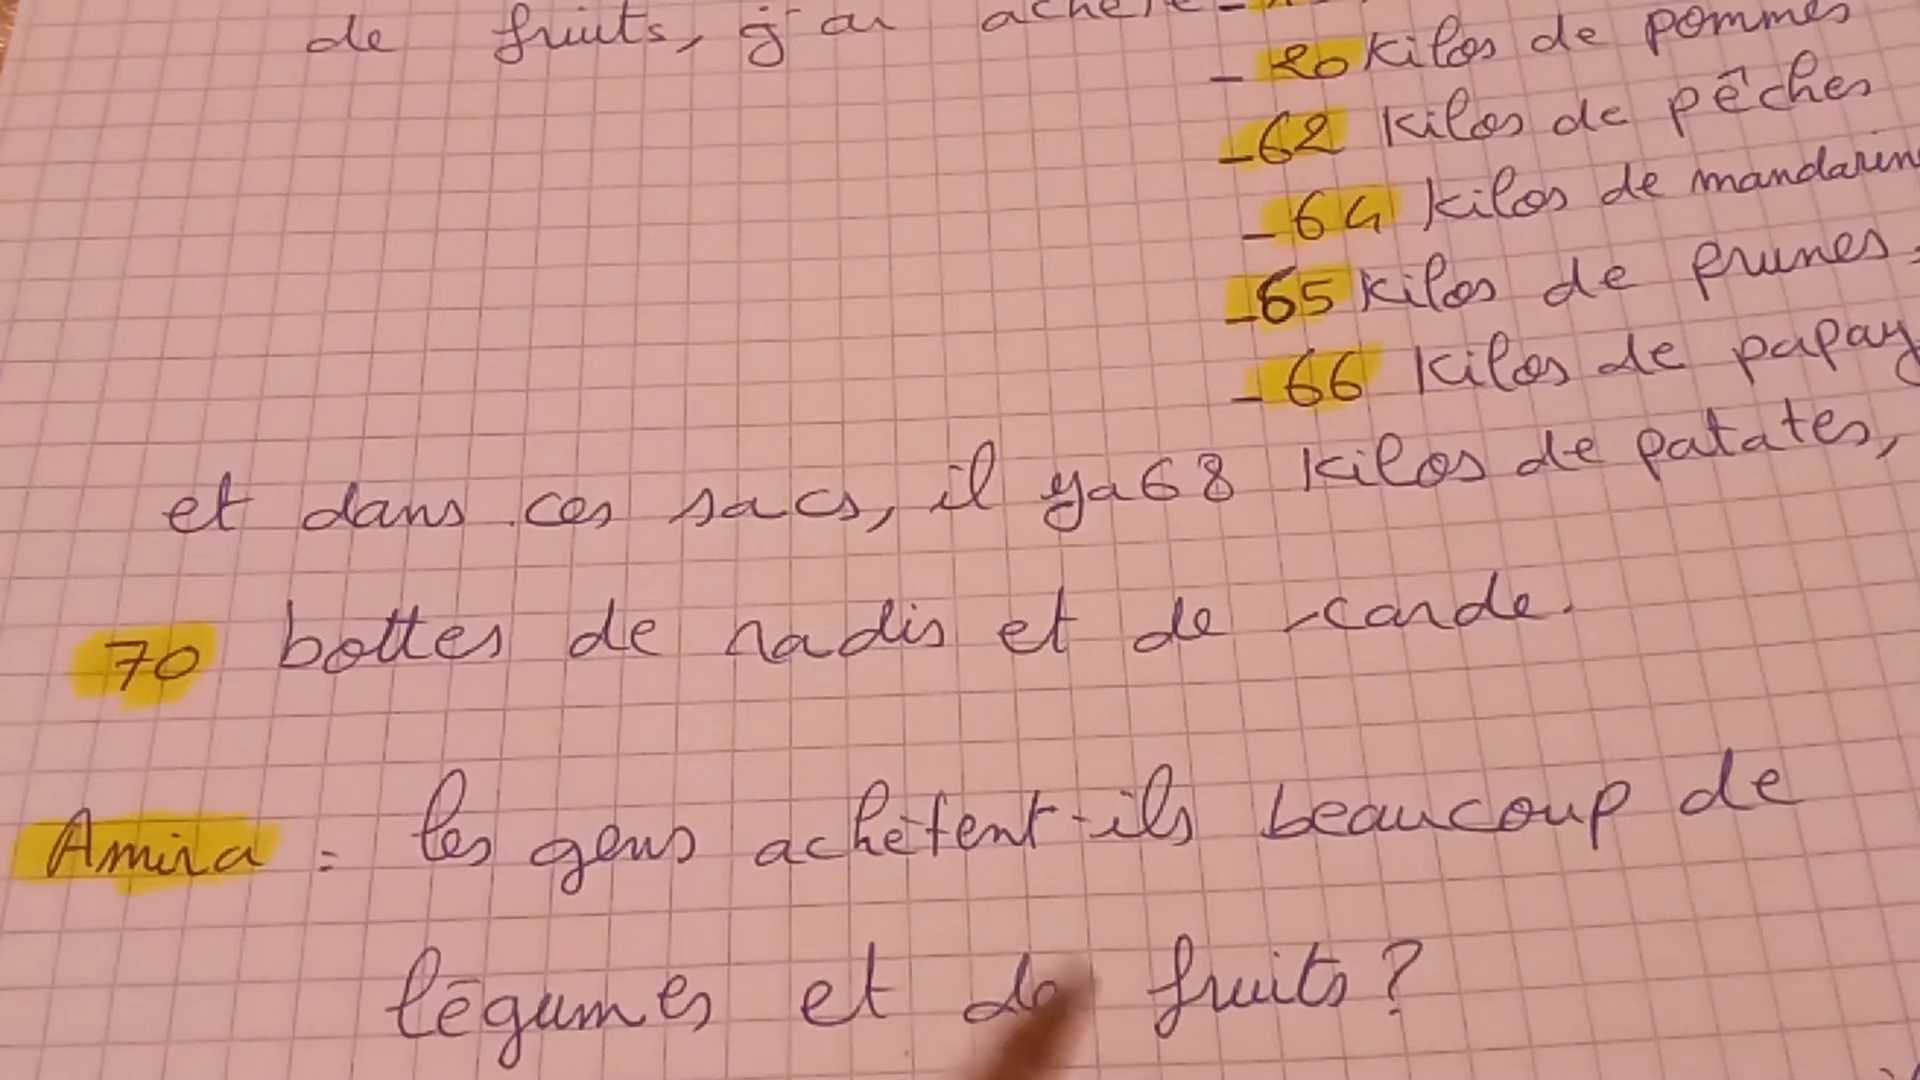 de fruits, j'ai acheté
- 20 kilos de pommes
- 62 kilos de pêches
- 64 kilos de mandarin
- 65 kilos de prunes.
- 66 kilos de papay
et dans ces sacs, il ya 68 kilos de patates,
70 bottes de radis et de carde.
Amira : les gens achètent-ils beaucoup de
légumes et de fruits ?